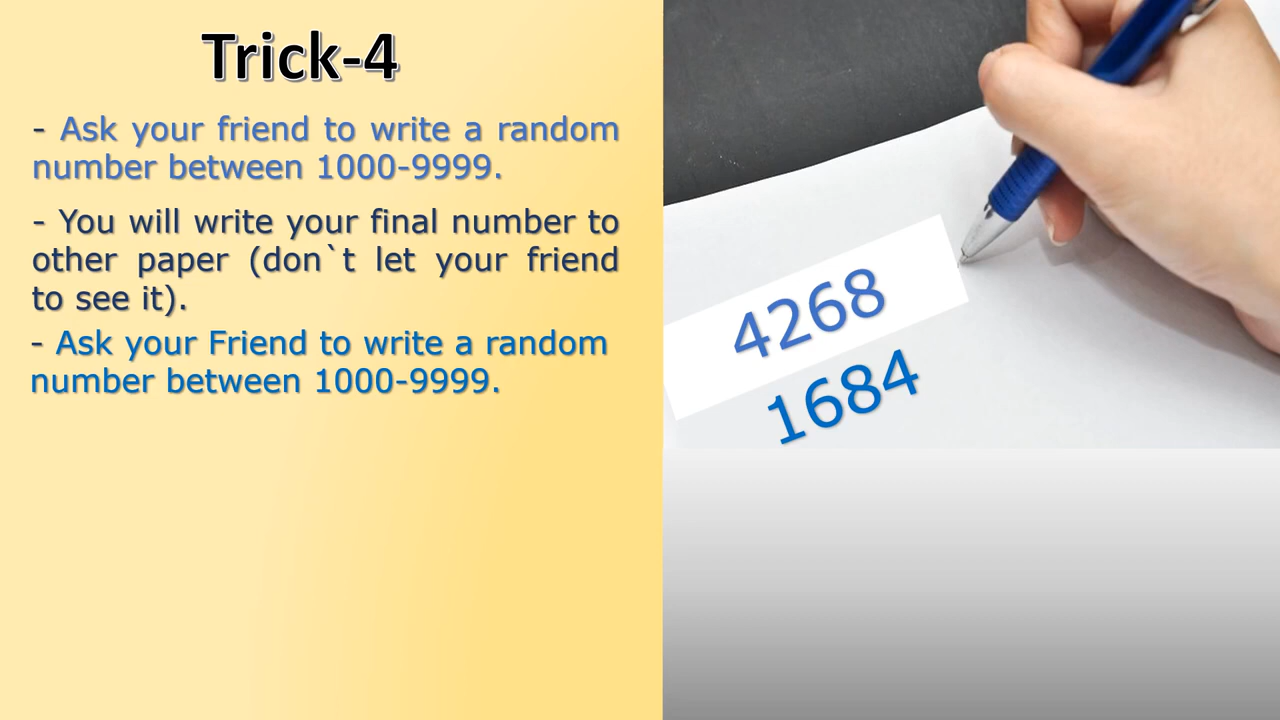 Trick-4
- Ask your friend to write a random
number between 1000-9999.
- You will write your final number to
other paper (don`t let your friend
to see it).
- Ask your Friend to write a random
number between 1000-9999.
4268
1684